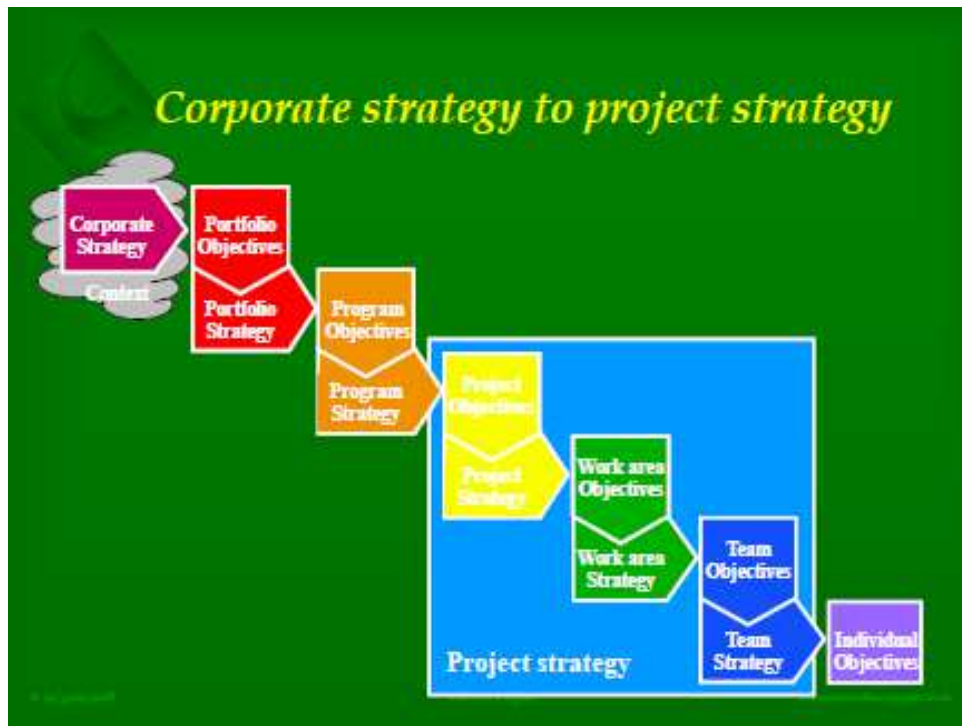 Corporate strategy to project strategy
Corporate
Strategy
Context
Portfolio
Objectives
Portfolio
Strategy
Program
Objectives
Program
Strategy
Project
Objectives
Project
Strategy
Work area
Objectives
Work area
Strategy
Team
Objectives
Team
Strategy
Individual
Objectives
Project strategy